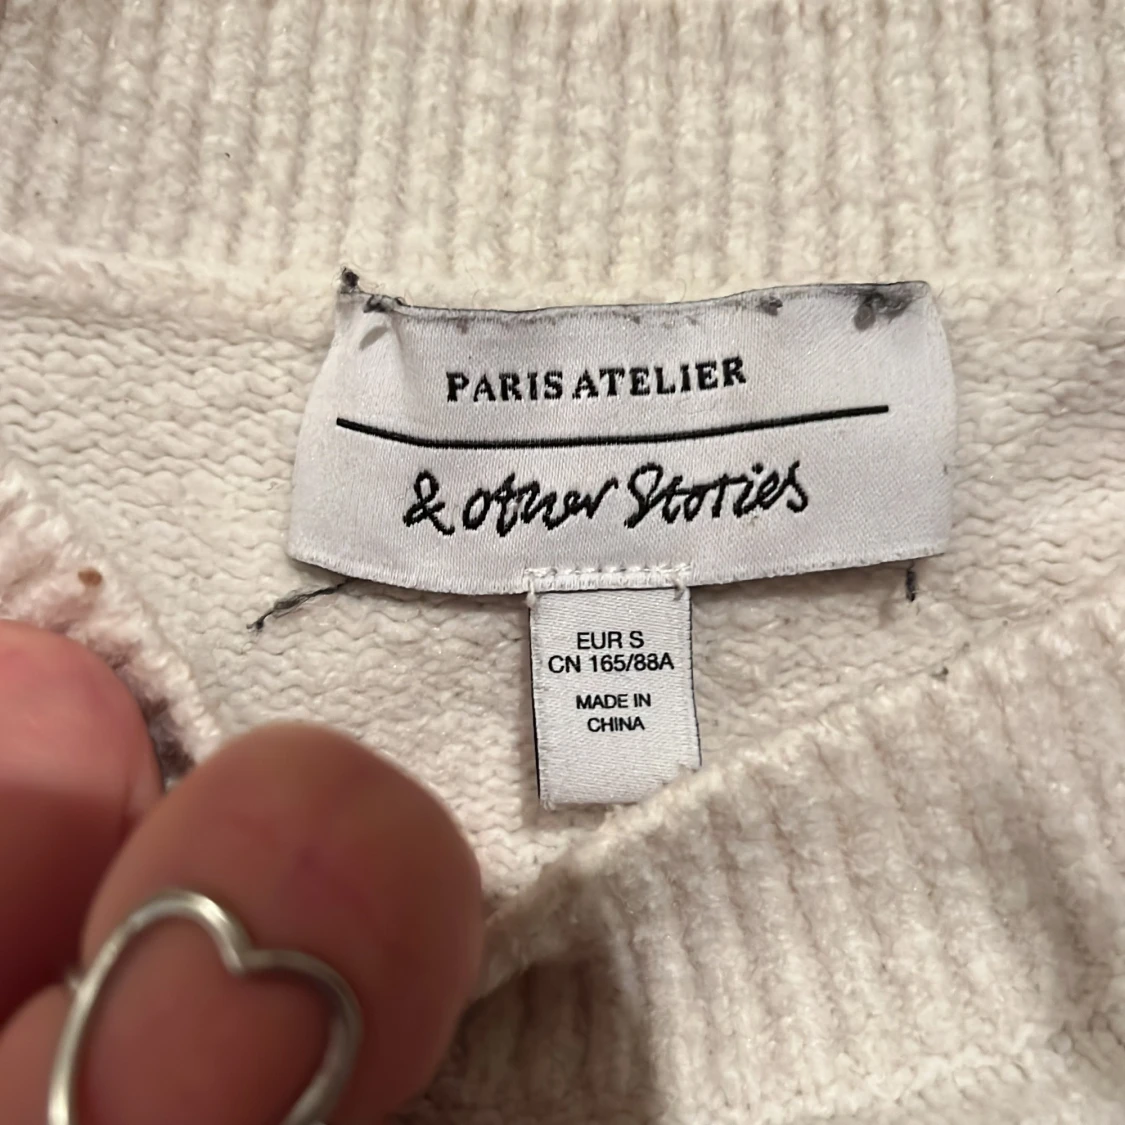 PARIS ATELIER
& other Stories
EUR S
CN 165/88A
MADE IN
CHINA